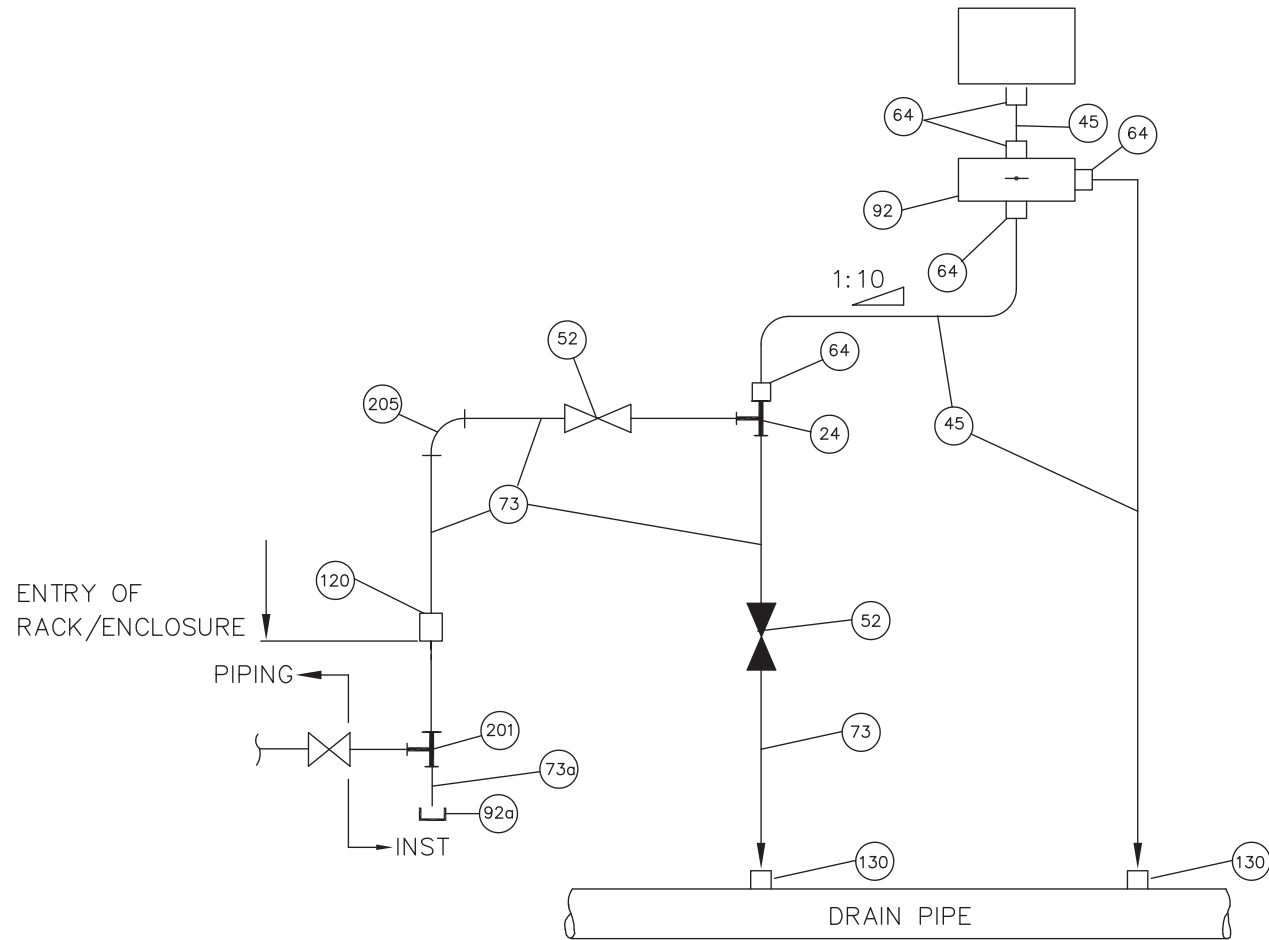 64
45
64
92
64
1:10
52
64
205
24
45
73
120
ENTRY OF
RACK/ENCLOSURE
52
PIPING
201
73
73a
92a
INST
130
130
DRAIN PIPE